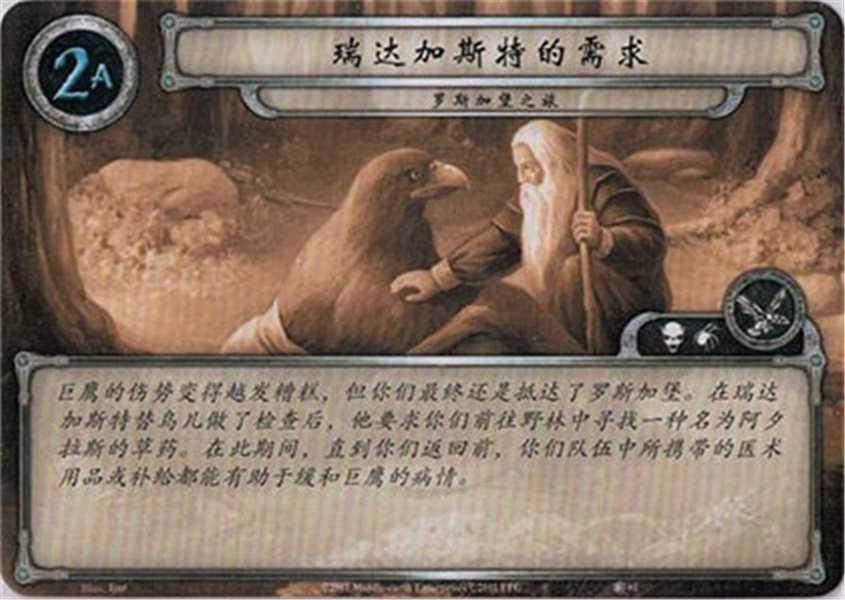 2A
瑞达加斯特的需求
罗斯加堡之旅
巨鹰的伤势变得越发糟糕，但你们最终还是抵达了罗斯加堡。在瑞达
加斯特替鸟儿做了检查后，他要求你们前往野林中寻找一种名为阿夕
拉斯的草药。在此期间，直到你们返回前，你们队伍中所携带的医术
用品或补给都能有助于缓和巨鹰的病情。
Middle-earth Enterprises